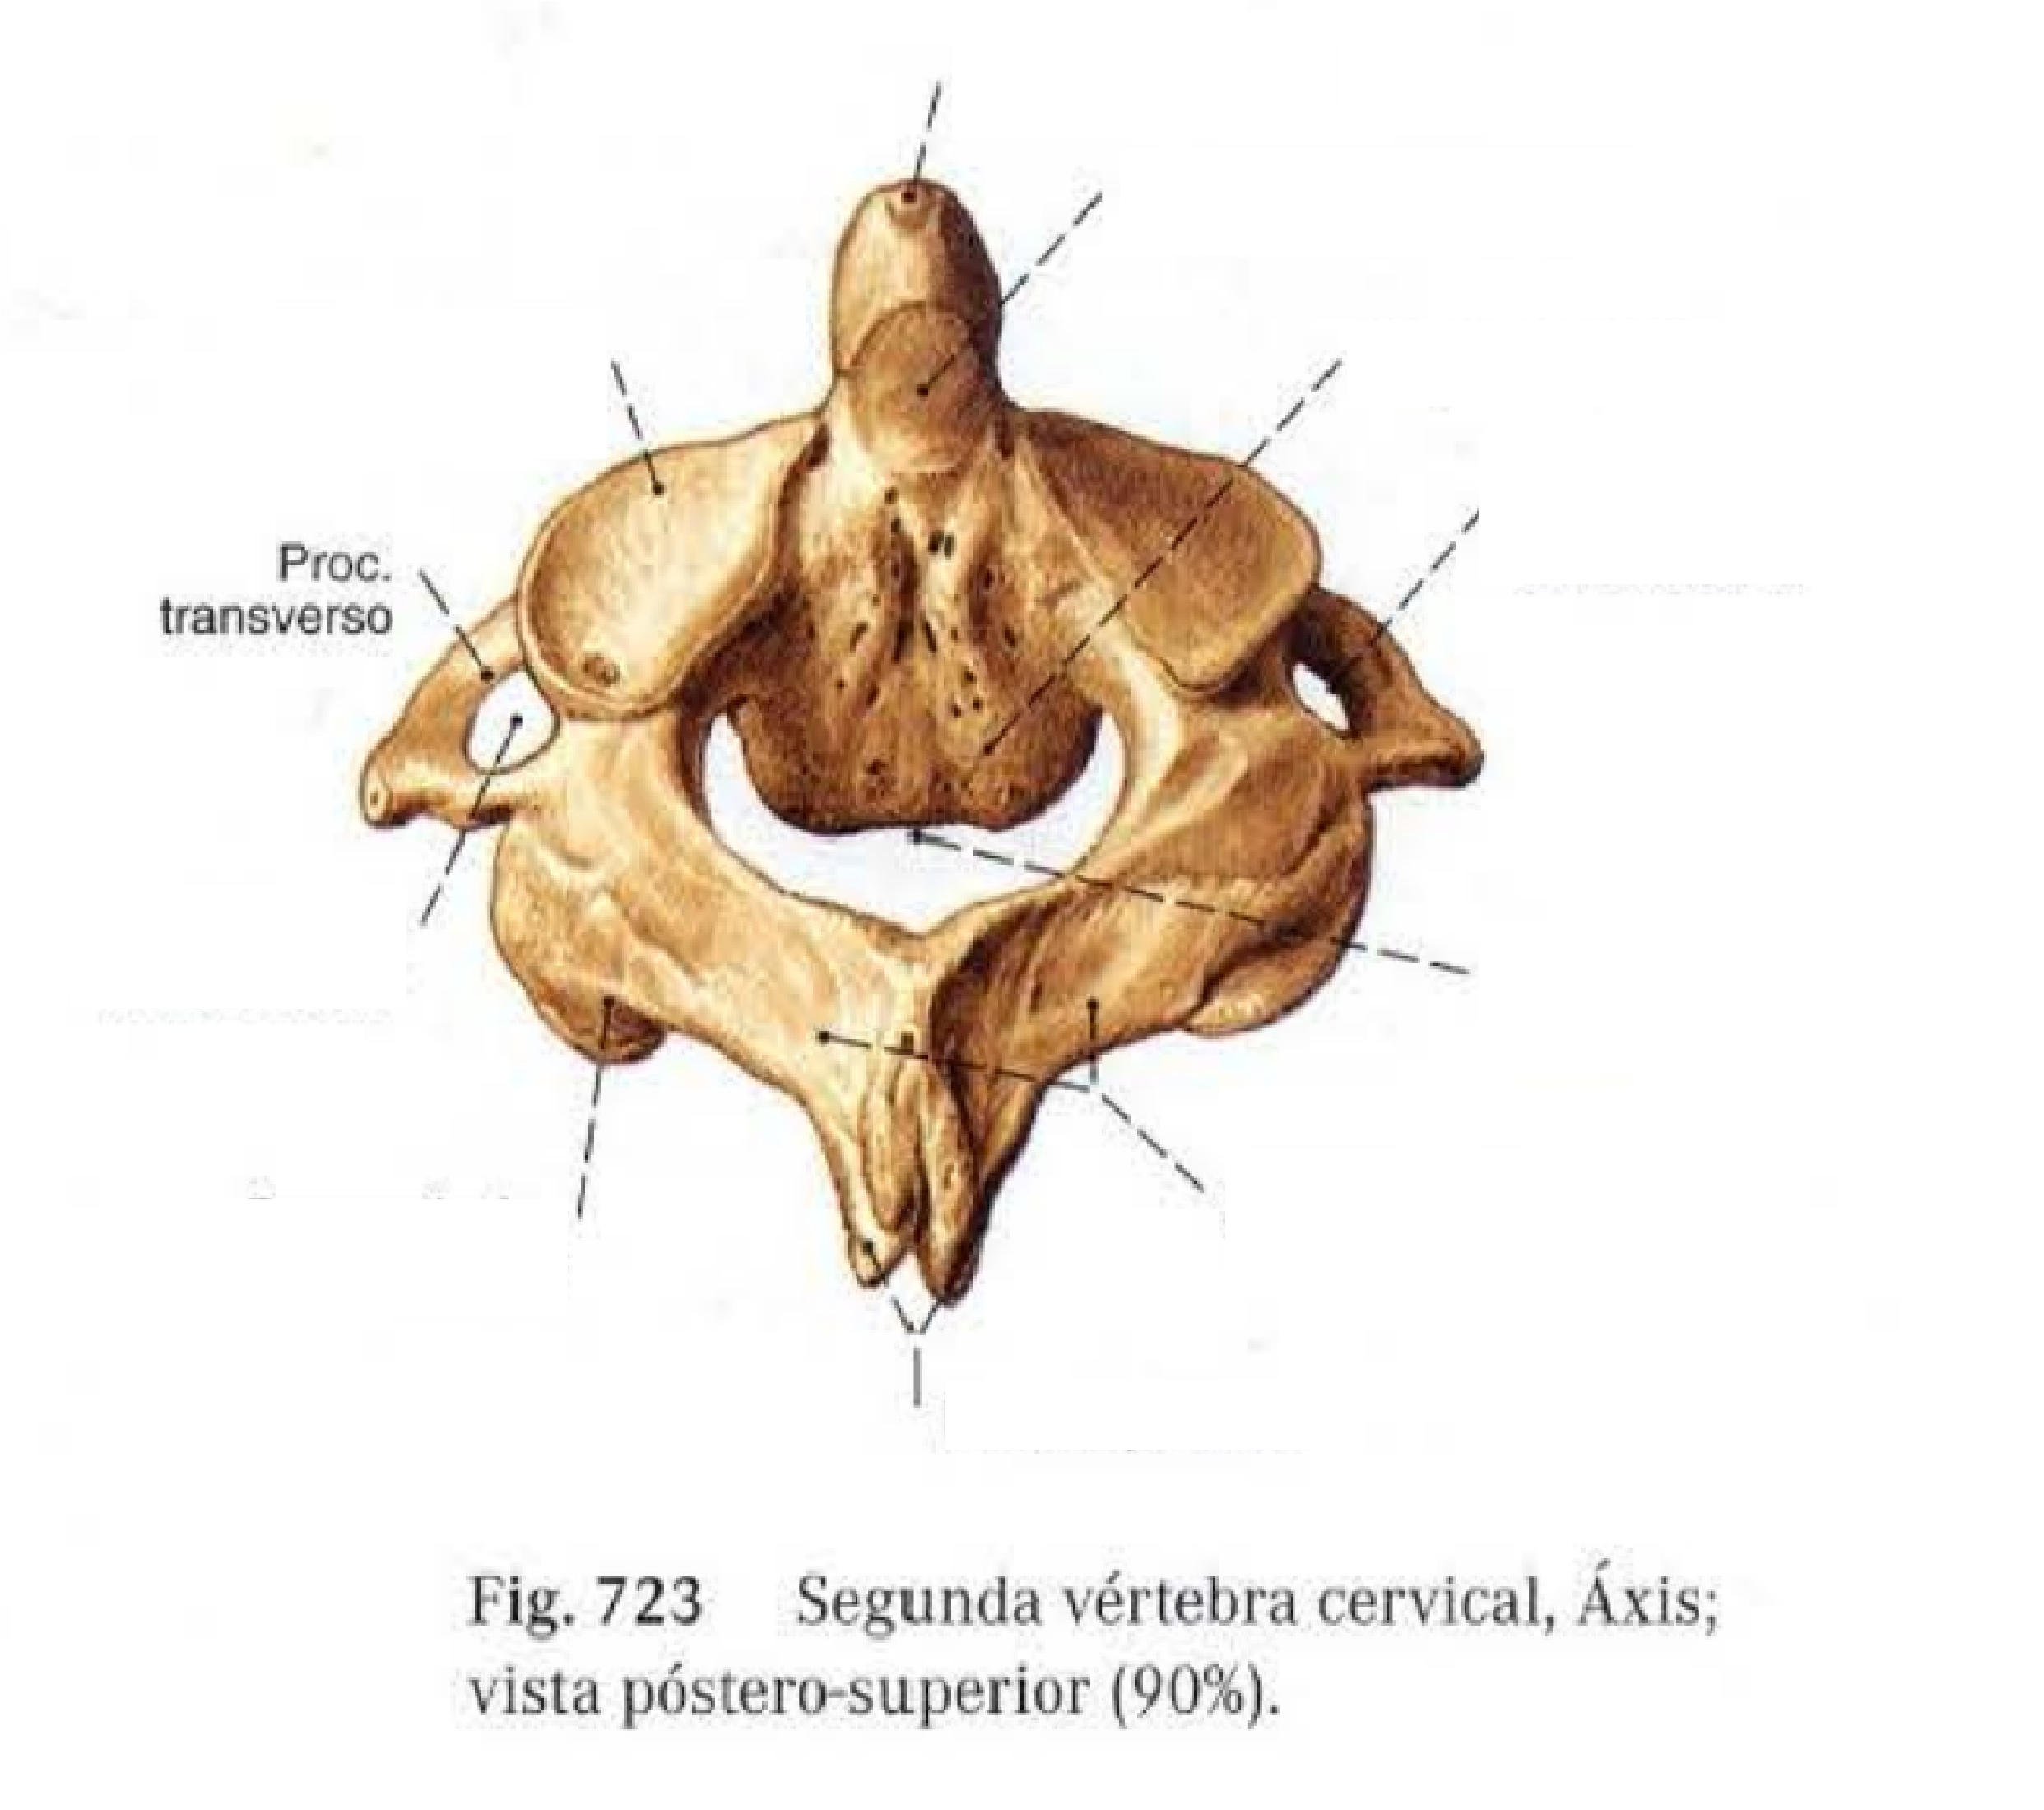 Proc.
transverso
Fig. 723 Segunda vértebra cervical, Áxis;
vista póstero-superior (90%).